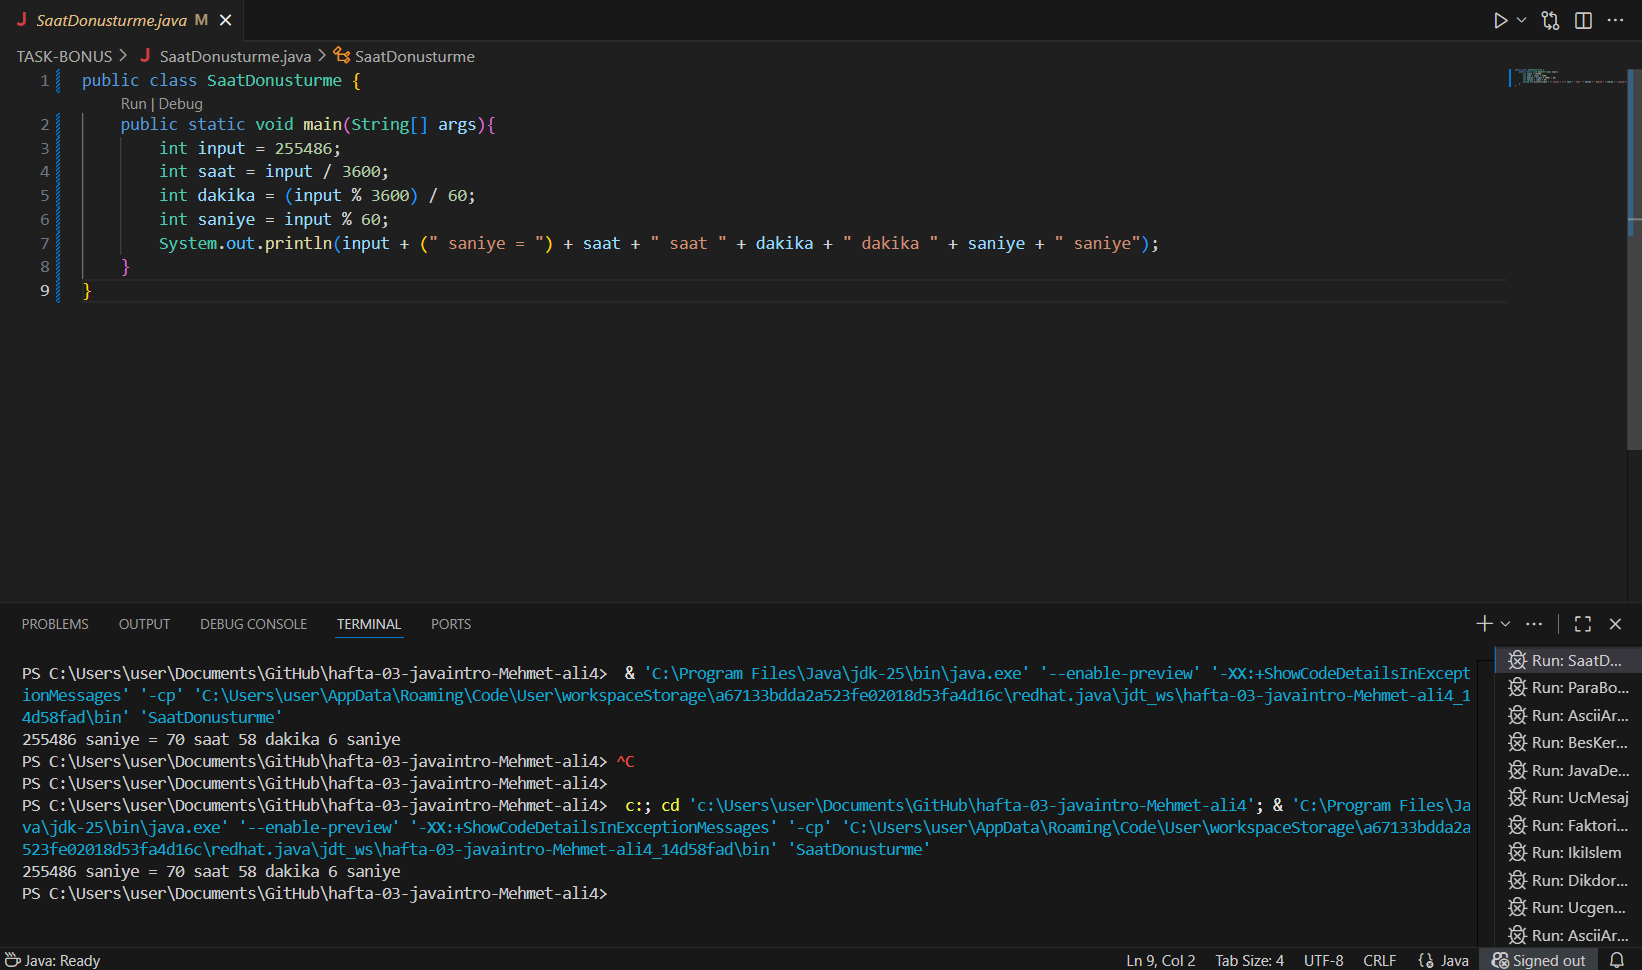 SaatDonusturme.java M
TASK-BONUS > SaatDonusturme.java > SaatDonusturme
1 public class SaatDonusturme {
Run | Debug
2 public static void main(String[] args){
3 int input = 255486;
4 int saat = input / 3600;
5 int dakika = (input % 3600) / 60;
6 int saniye = input % 60;
7 System.out.println(input + (" saniye = ") + saat + " saat " + dakika + " dakika " + saniye + " saniye");
8 }
9 }
PROBLEMS OUTPUT DEBUG CONSOLE TERMINAL PORTS
PS C:\Users\user\Documents\GitHub\hafta-03-javaintro-Mehmet-ali4> & 'C:\Program Files\Java\jdk-25\bin\java.exe' '--enable-preview' '-XX:+ShowCodeDetailsInExcept
ionMessages' '-cp' 'C:\Users\user\AppData\Roaming\Code\User\workspaceStorage\a67133bdda2a523fe02018d53fa4d16c\redhat.java\jdt_ws\hafta-03-javaintro-Mehmet-ali4_1
4d58fad\bin' 'SaatDonusturme'
255486 saniye = 70 saat 58 dakika 6 saniye
PS C:\Users\user\Documents\GitHub\hafta-03-javaintro-Mehmet-ali4> ^C
PS C:\Users\user\Documents\GitHub\hafta-03-javaintro-Mehmet-ali4>
PS C:\Users\user\Documents\GitHub\hafta-03-javaintro-Mehmet-ali4> c:; cd 'c:\Users\user\Documents\GitHub\hafta-03-javaintro-Mehmet-ali4'; & 'C:\Program Files\Ja
va\jdk-25\bin\java.exe' '--enable-preview' '-XX:+ShowCodeDetailsInExceptionMessages' '-cp' 'C:\Users\user\AppData\Roaming\Code\User\workspaceStorage\a67133bdda2a
523fe02018d53fa4d16c\redhat.java\jdt_ws\hafta-03-javaintro-Mehmet-ali4_14d58fad\bin' 'SaatDonusturme'
255486 saniye = 70 saat 58 dakika 6 saniye
PS C:\Users\user\Documents\GitHub\hafta-03-javaintro-Mehmet-ali4>
Run: SaatD...
Run: ParaBo...
Run: AsciiAr...
Run: BesKer...
Run: JavaDe...
Run: UcMesaj
Run: Faktori...
Run: IkiIslem
Run: Dikdor...
Run: Ucgen...
Run: AsciiAr...
Java: Ready Ln 9, Col 2 Tab Size: 4 UTF-8 CRLF Java Signed out